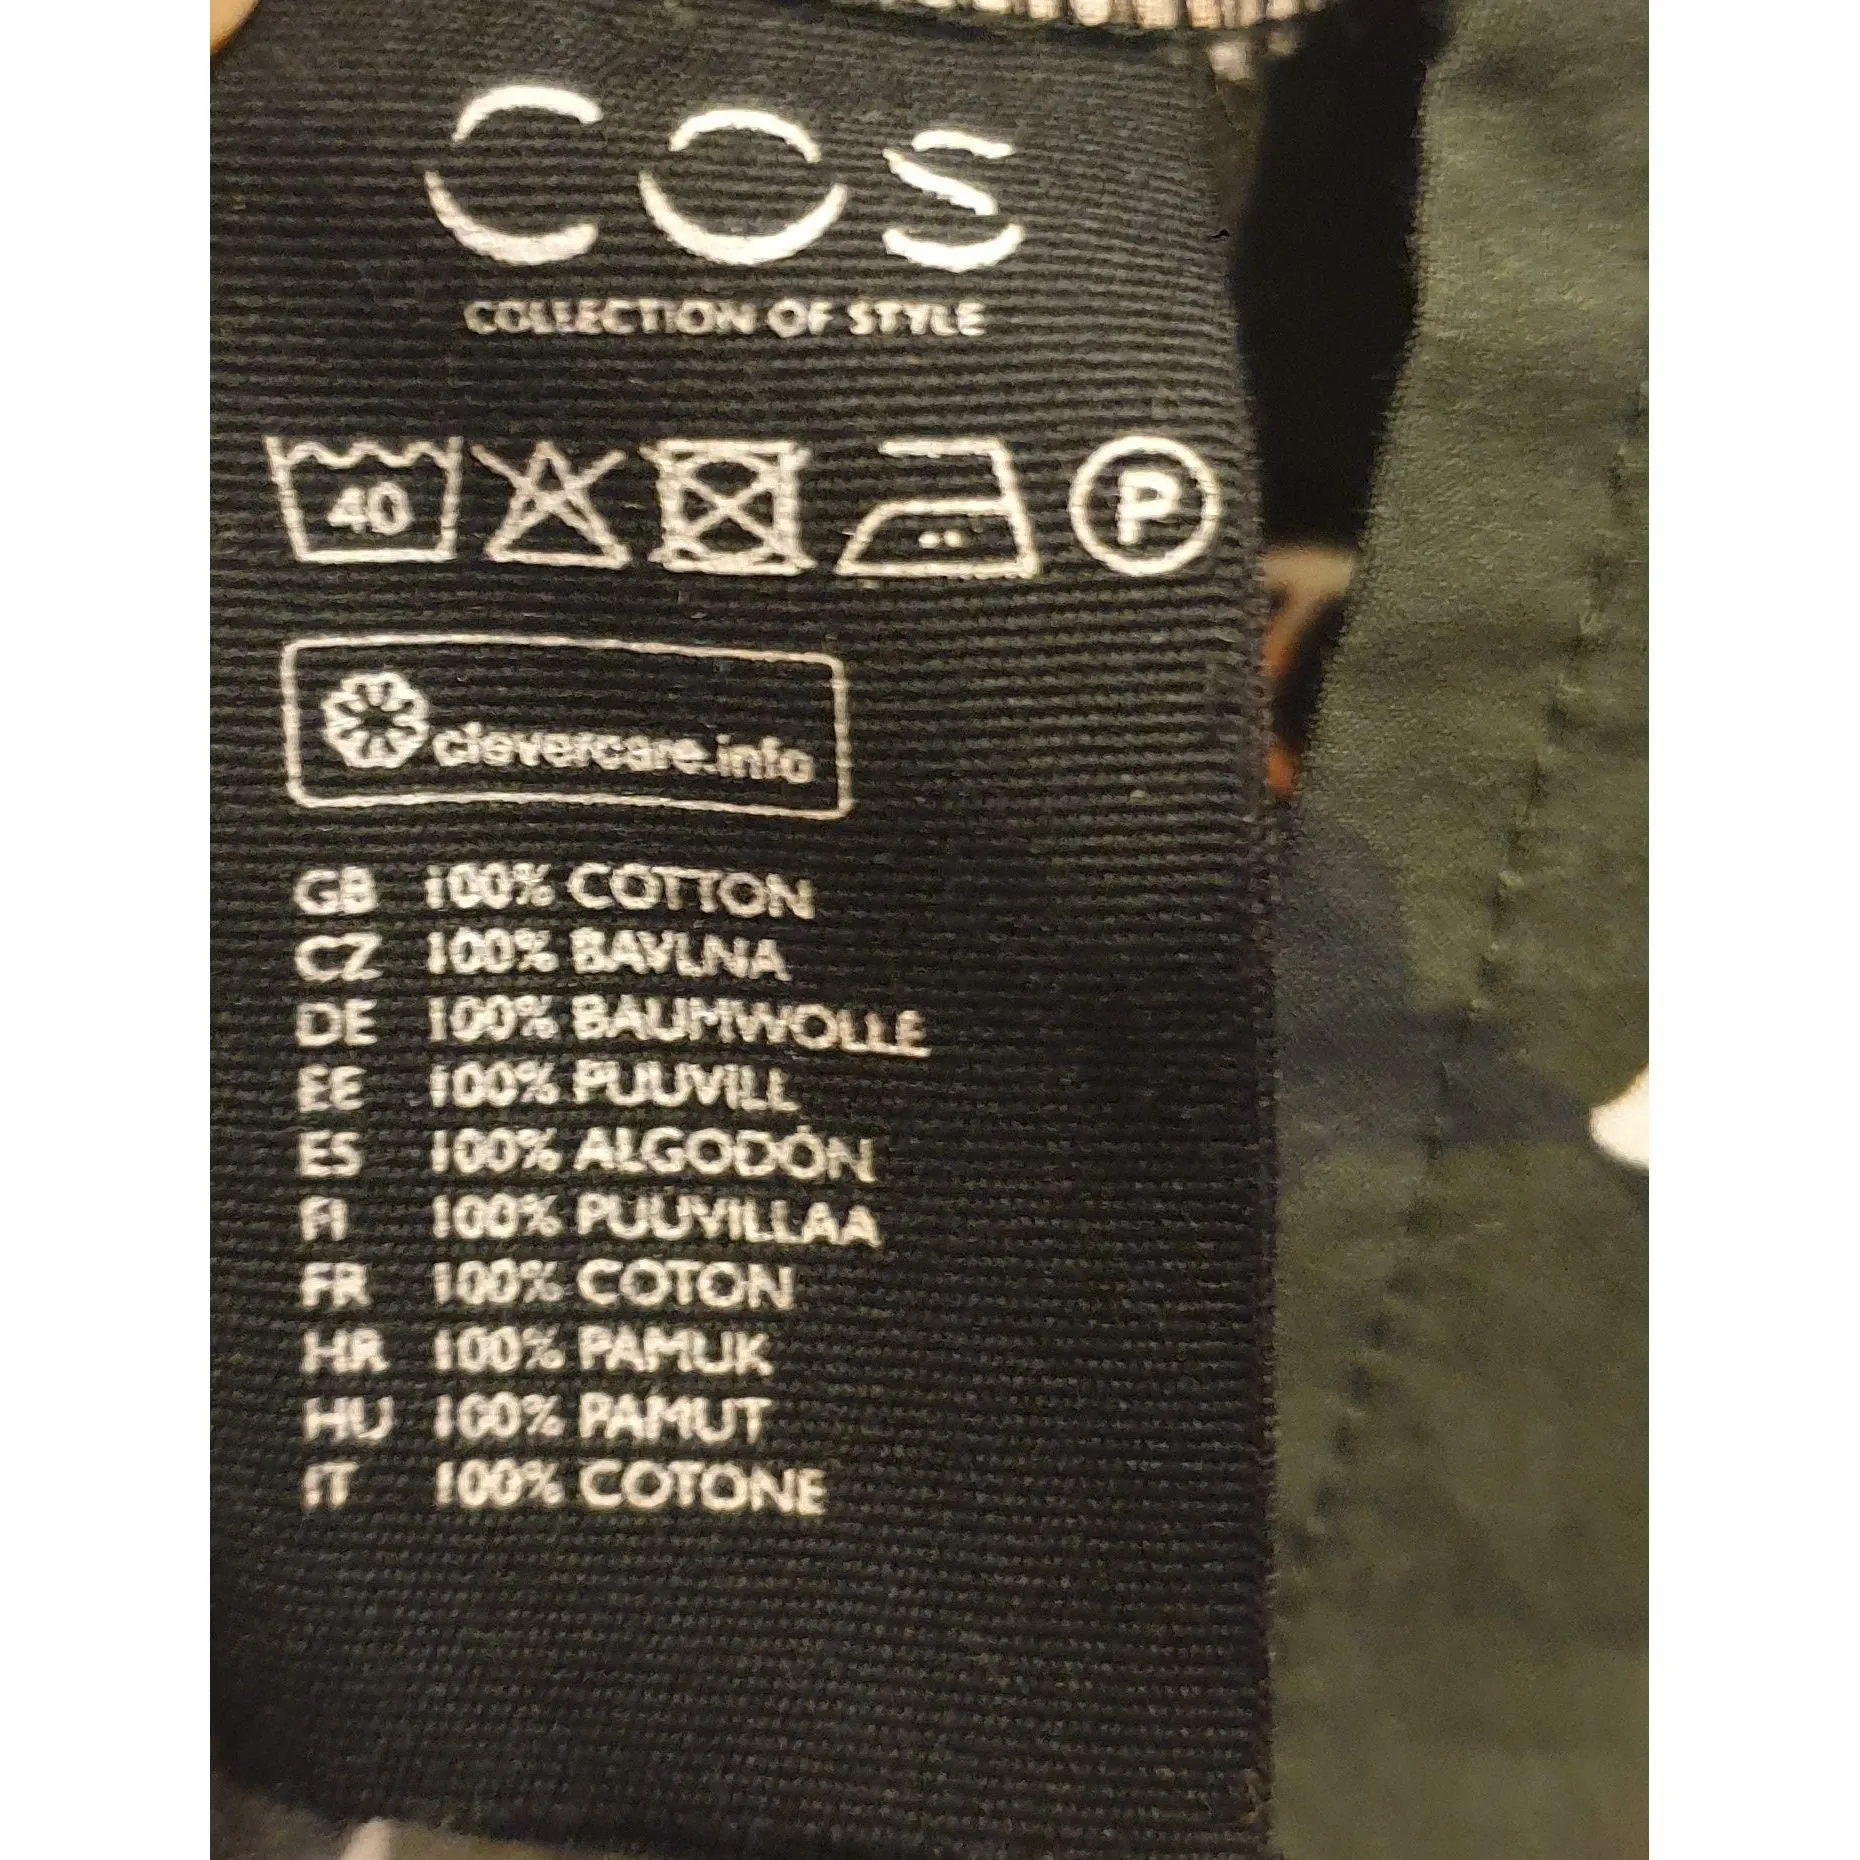 COS
COLLECTION OF STYLE
40 P
clevercare.info
GB 100% COTTON
CZ 100% BAVLNA
DE 100% BAUMWOLLE
EE 100% PUUVILL
ES 100% ALGODÓN
FI 100% PUUVILLAA
FR 100% COTON
HR 100% PAMUK
HU 100% PAMUT
IT 100% COTONE